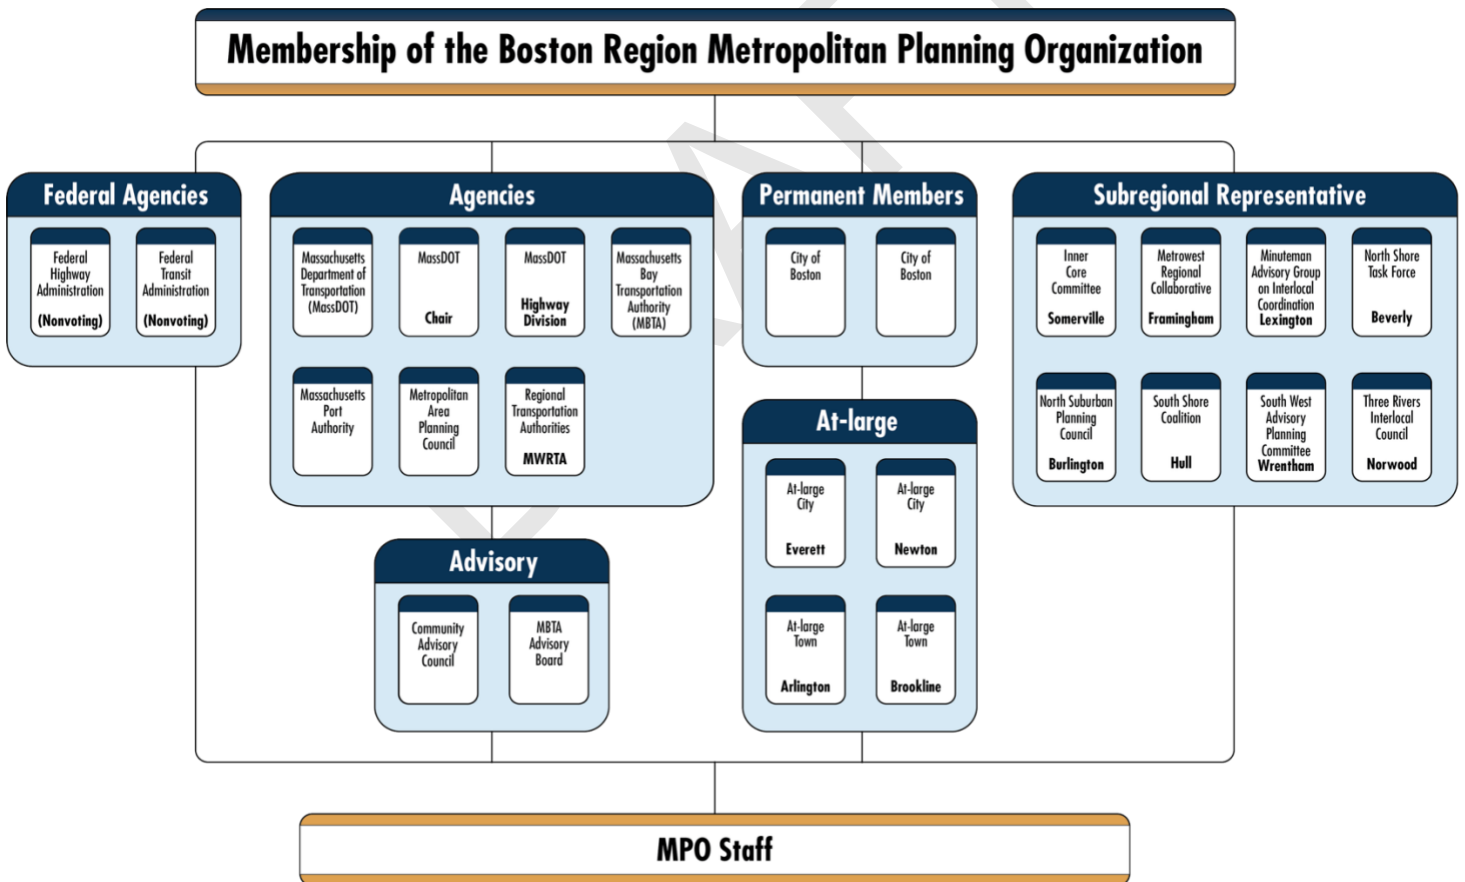 Membership of the Boston Region Metropolitan Planning Organization
Federal Agencies
Federal
Highway
Administration
(Nonvoting)
Federal
Transit
Administration
(Nonvoting)
Agencies
Massachusetts
Department of
Transportation
(MassDOT)
MassDOT
Chair
MassDOT
Highway
Division
Massachusetts
Bay
Transportation
Authority
(MBTA)
Massachusetts
Port
Authority
Metropolitan
Area
Planning
Council
Regional
Transportation
Authorities
MWRTA
Advisory
Community
Advisory
Council
MBTA
Advisory
Board
Permanent Members
City of
Boston
City of
Boston
At-large
At-large
City
Everett
At-large
City
Newton
At-large
Town
Arlington
At-large
Town
Brookline
Subregional Representative
Inner
Core
Committee
Somerville
Metrowest
Regional
Collaborative
Framingham
Minuteman
Advisory Group
on Interlocal
Coordination
Lexington
North Shore
Task Force
Beverly
North Suburban
Planning
Council
Burlington
South Shore
Coalition
Hull
South West
Advisory
Planning
Committee
Wrentham
Three Rivers
Interlocal
Council
Norwood
MPO Staff